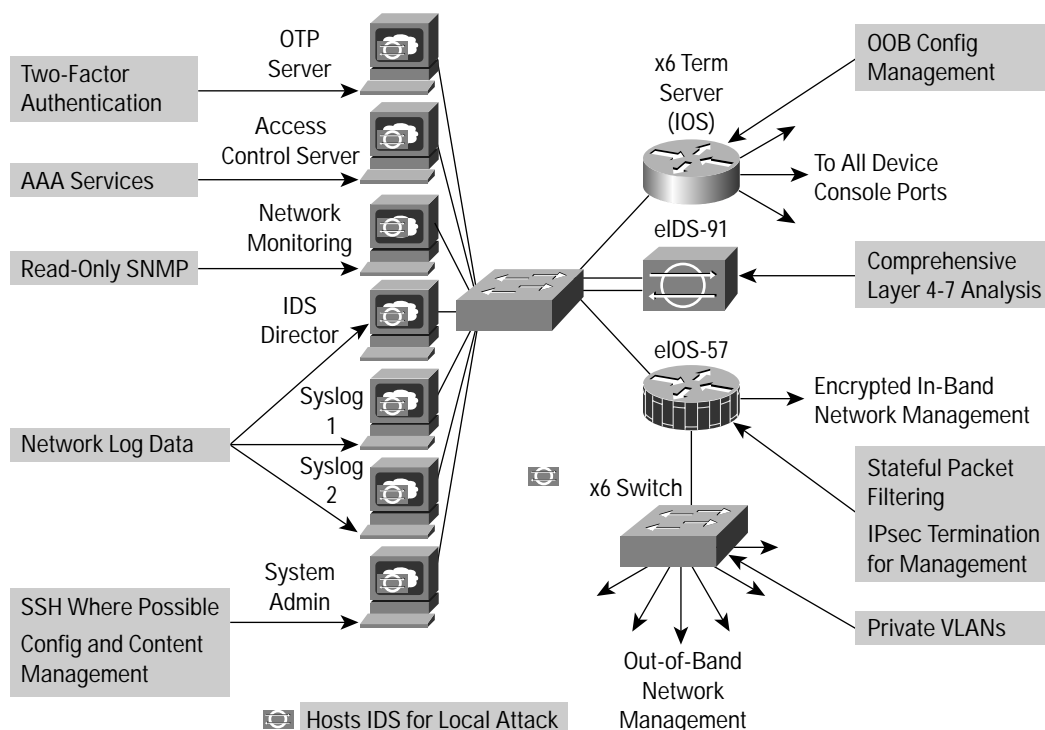 OTP
Server
Two-Factor
Authentication
Access
Control Server
AAA Services
Network
Monitoring
Read-Only SNMP
IDS
Director
Syslog
1
Network Log Data
Syslog
2
System
Admin
SSH Where Possible
Config and Content
Management
Hosts IDS for Local Attack
x6 Term
Server
(IOS)
OOB Config
Management
To All Device
Console Ports
eIDS-91
Comprehensive
Layer 4-7 Analysis
eIOS-57
Encrypted In-Band
Network Management
x6 Switch
Stateful Packet
Filtering
IPsec Termination
for Management
Private VLANs
Out-of-Band
Network
Management